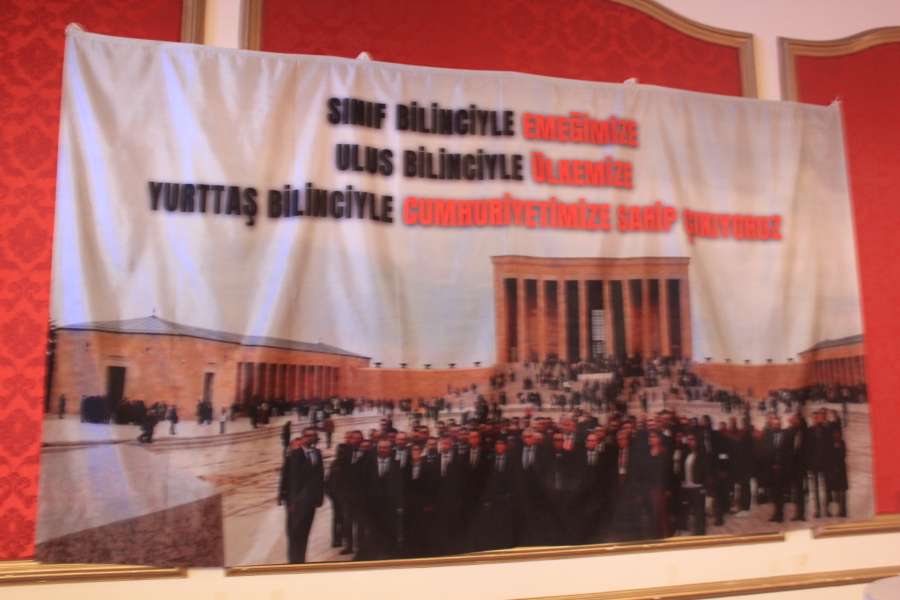 SINIF BİLİNCİYLE EMEĞİMİZE
ULUS BİLİNCİYLE ÜLKEMİZE
YURTTAŞ BİLİNCİYLE CUMHURİYETİMİZE SAHİP ÇIKIYORUZ